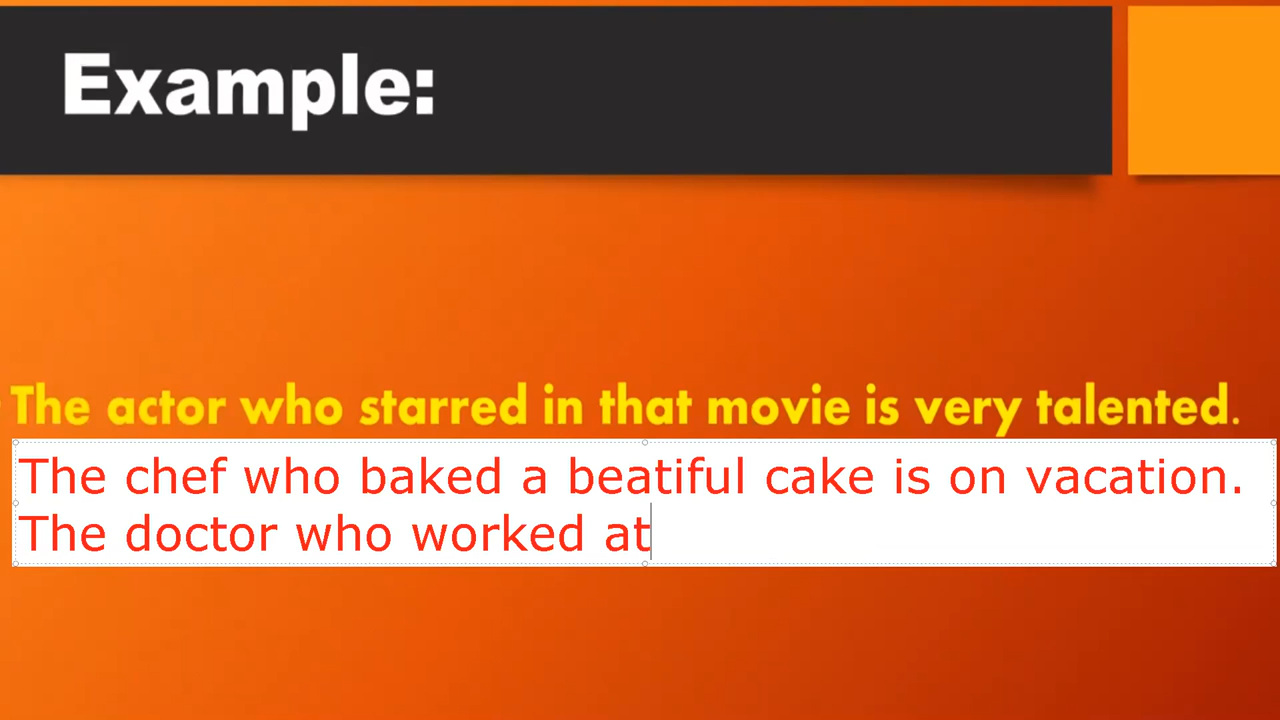 Example:
The actor who starred in that movie is very talented.
The chef who baked a beatiful cake is on vacation.
The doctor who worked at